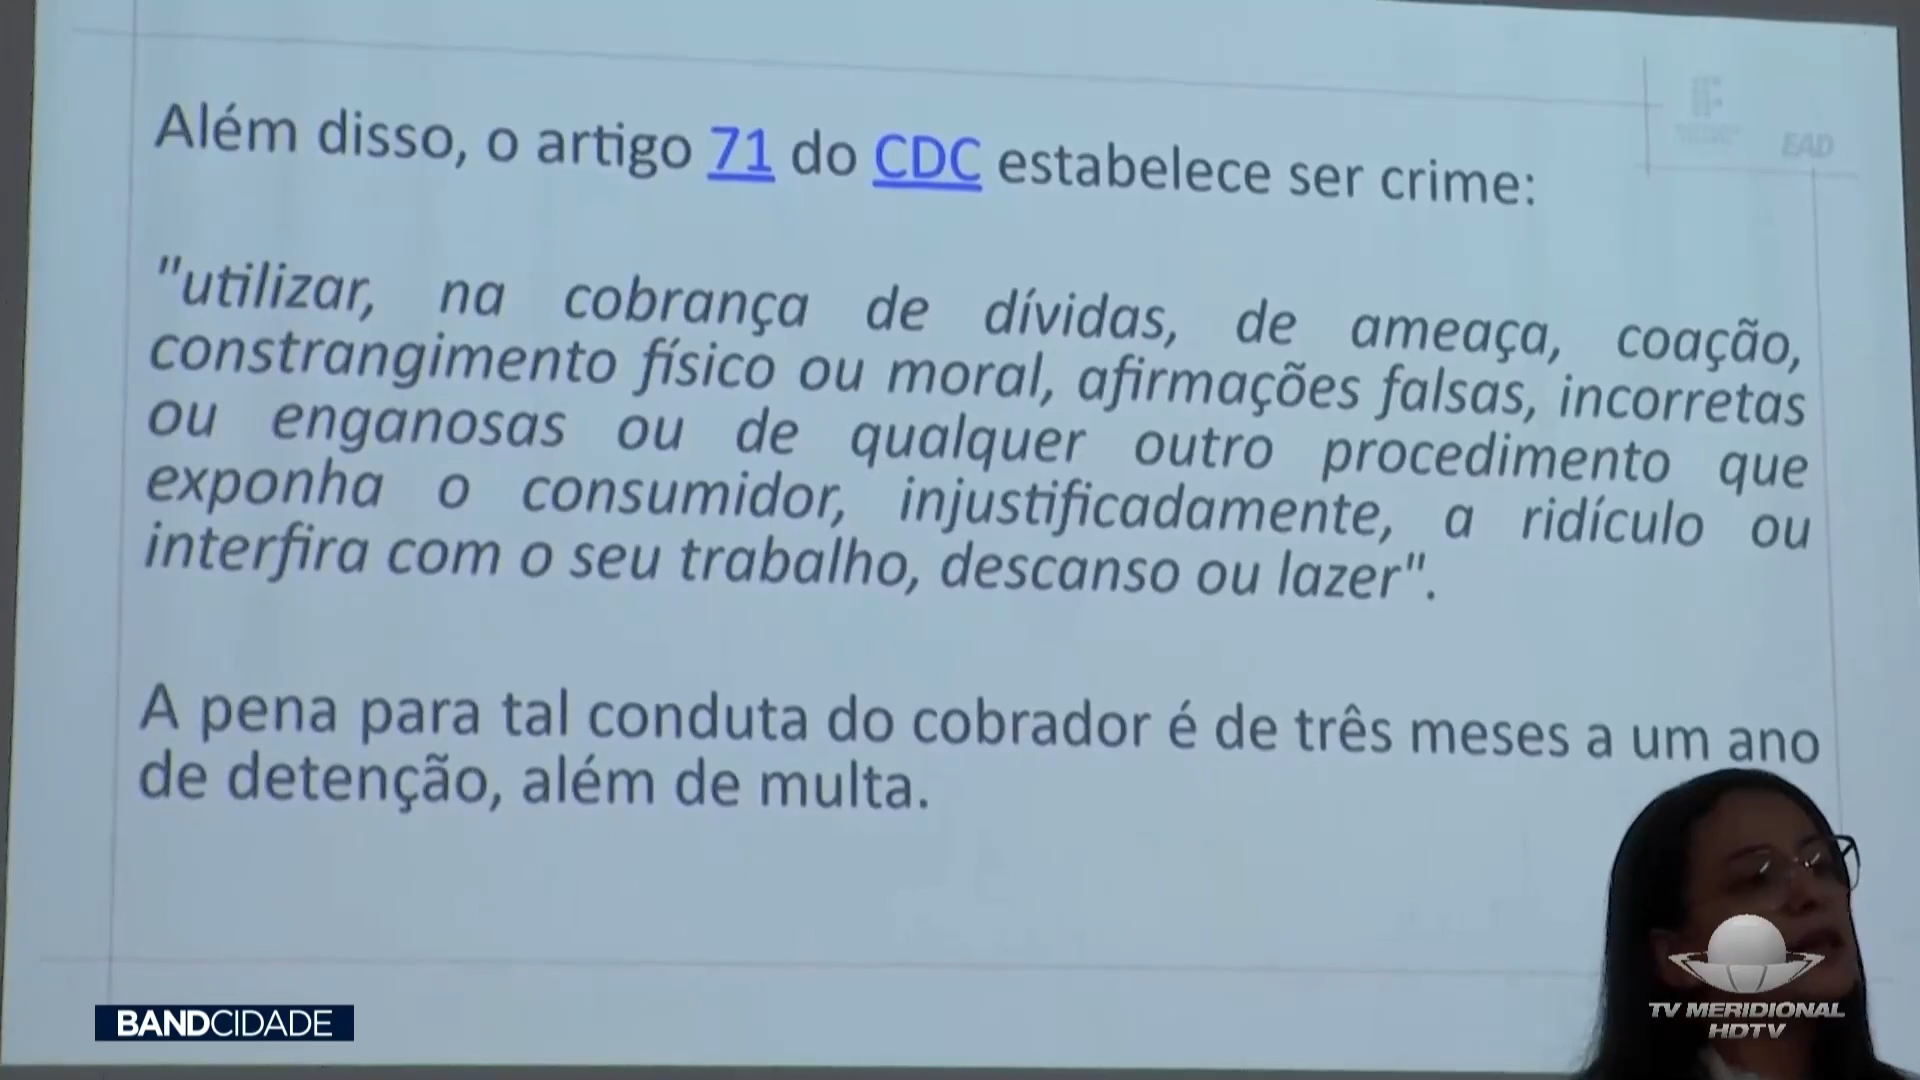 EAD
Além disso, o artigo 71 do CDC estabelece ser crime:
"utilizar, na cobrança de dívidas, de ameaça, coação,
constrangimento físico ou moral, afirmações falsas, incorretas
ou enganosas ou de qualquer outro procedimento que
exponha o consumidor, injustificadamente, a ridículo ou
interfira com o seu trabalho, descanso ou lazer".
A pena para tal conduta do cobrador é de três meses a um ano
de detenção, além de multa.
BANDCIDADE
TV MERIDIONAL
HDTV